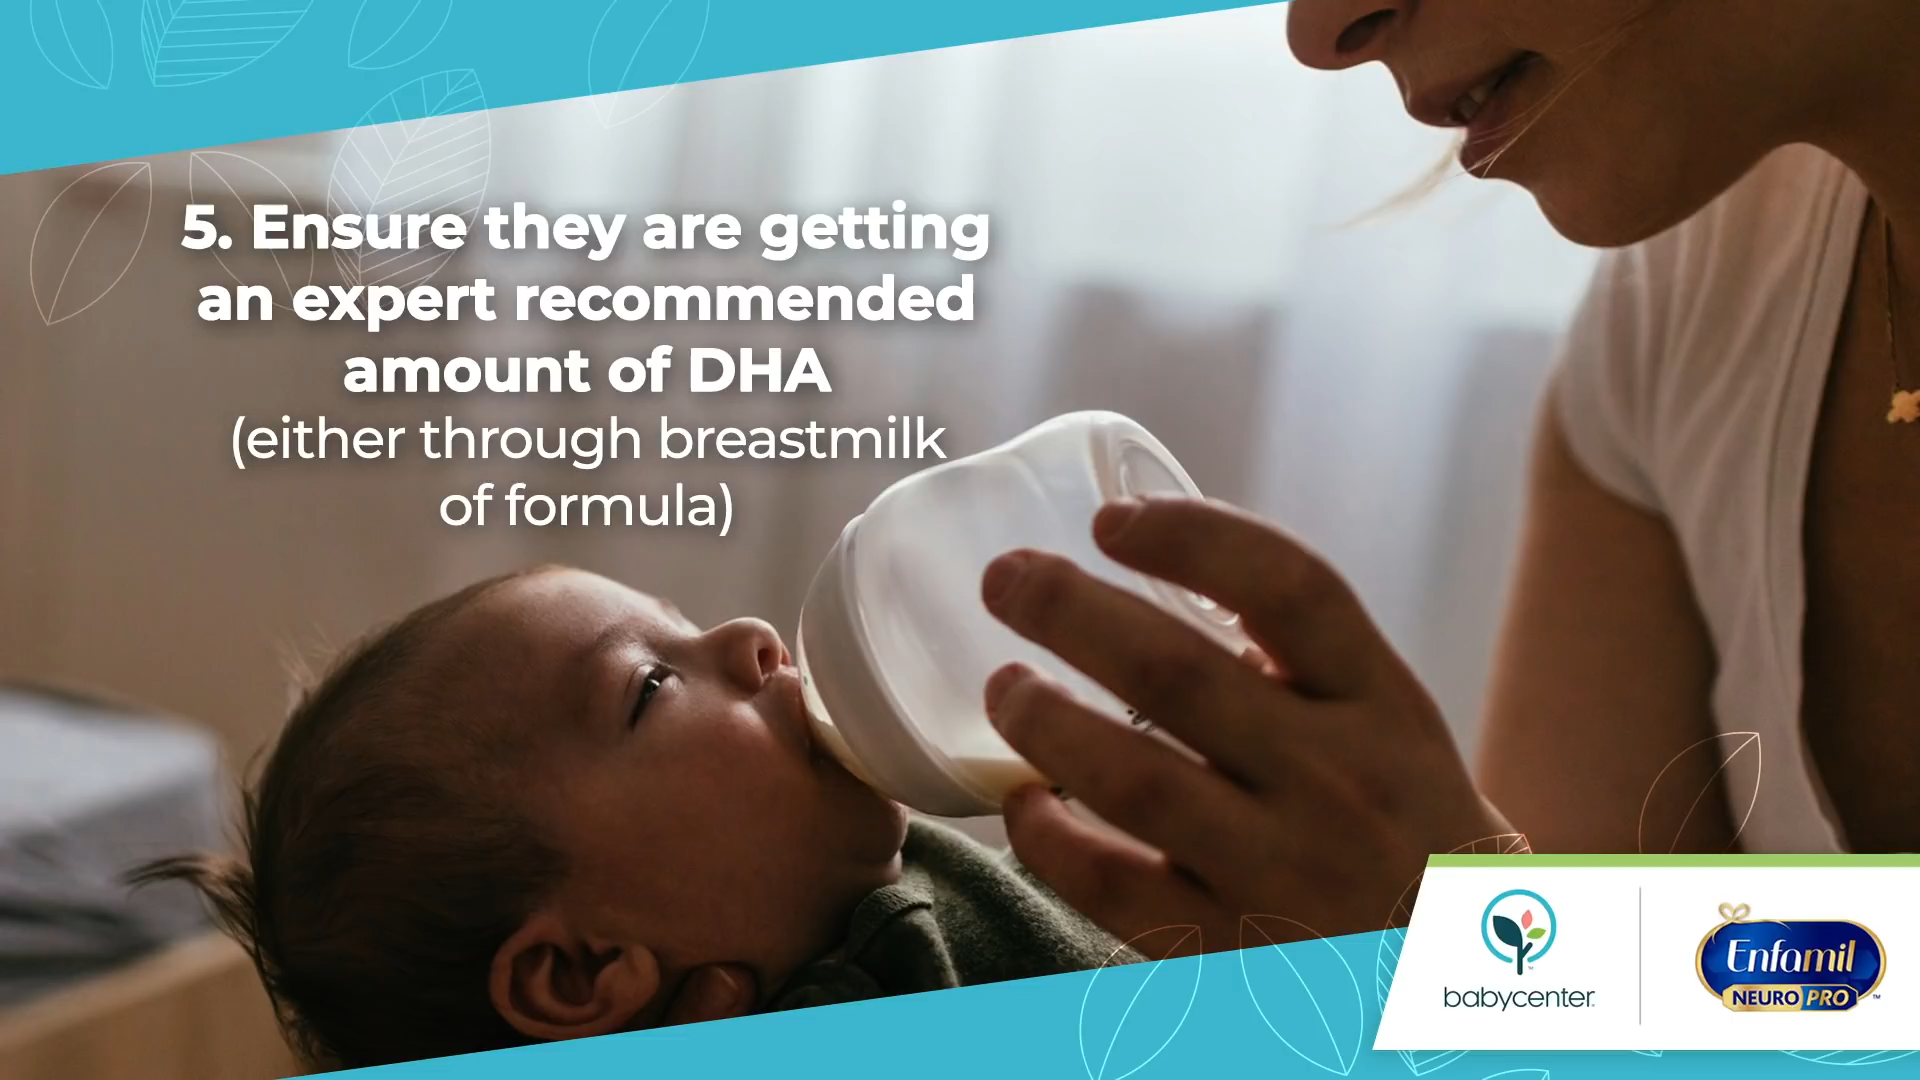 5. Ensure they are getting
an expert recommended
amount of DHA
(either through breastmilk
of formula)
babycenter
Enfamil
NEURO PRO™